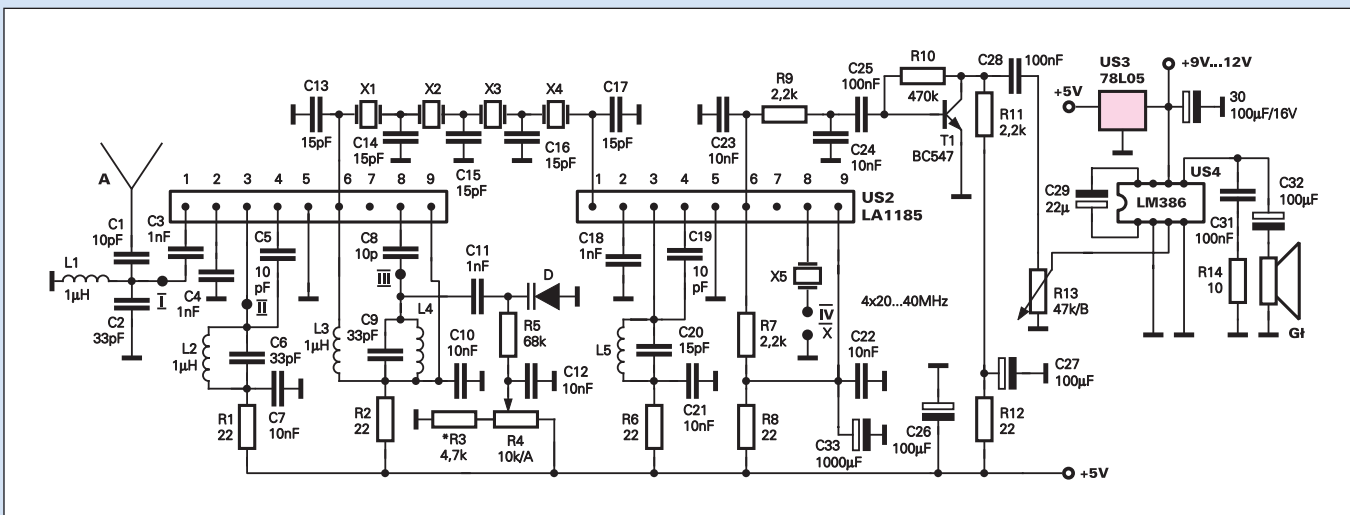 C13
15pF
X1
X2
X3
X4
C17
15pF
C14
15pF
C15
15pF
C16
15pF
R9
2,2k
C25
100nF
R10
470k
C28
100nF
US3
78L05
+9V...12V
+5V
30
100µF/16V
C23
10nF
C24
10nF
T1
BC547
R11
2,2k
A
1 2 3 4 5 6 7 8 9
1 2 3 4 5 6 7 8 9
US2
LA1185
C29
22µ
US4
LM386
C32
100µF
C31
100nF
C1
10pF
C3
1nF
C4
1nF
C5
10
pF
L1
1µH
C2
33pF
I
II
L2
1µH
C6
33pF
C7
10nF
R1
22
C8
10p
III
C11
1nF
D
L3
1µH
C9
33pF
L4
C10
10nF
R5
68k
C12
10nF
R2
22
*R3
4,7k
R4
10k/A
C18
1nF
C19
10
pF
L5
C20
15pF
C21
10nF
R6
22
R7
2,2k
R8
22
X5
IV
X
4x20...40MHz
C22
10nF
C33
1000µF
C26
100µF
R13
47k/B
R14
10
Gł
C27
100µF
R12
22
+5V